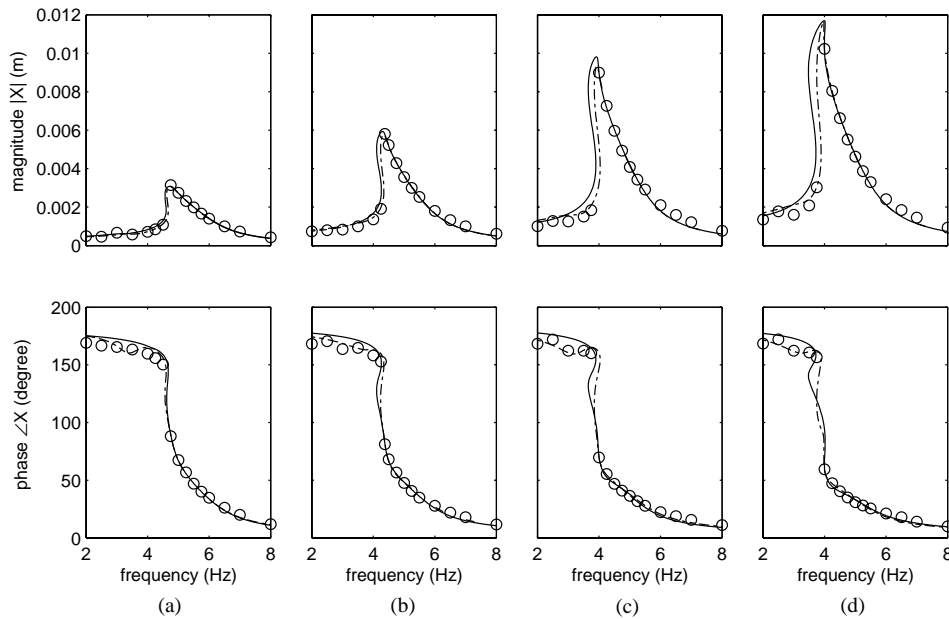 0.012
0.01
0.008
0.006
0.004
0.002
0
magnitude |X| (m)
200
150
100
50
0
phase ∠X (degree)
2 4 6 8 2 4 6 8 2 4 6 8 2 4 6 8
frequency (Hz) frequency (Hz) frequency (Hz) frequency (Hz)
(a) (b) (c) (d)